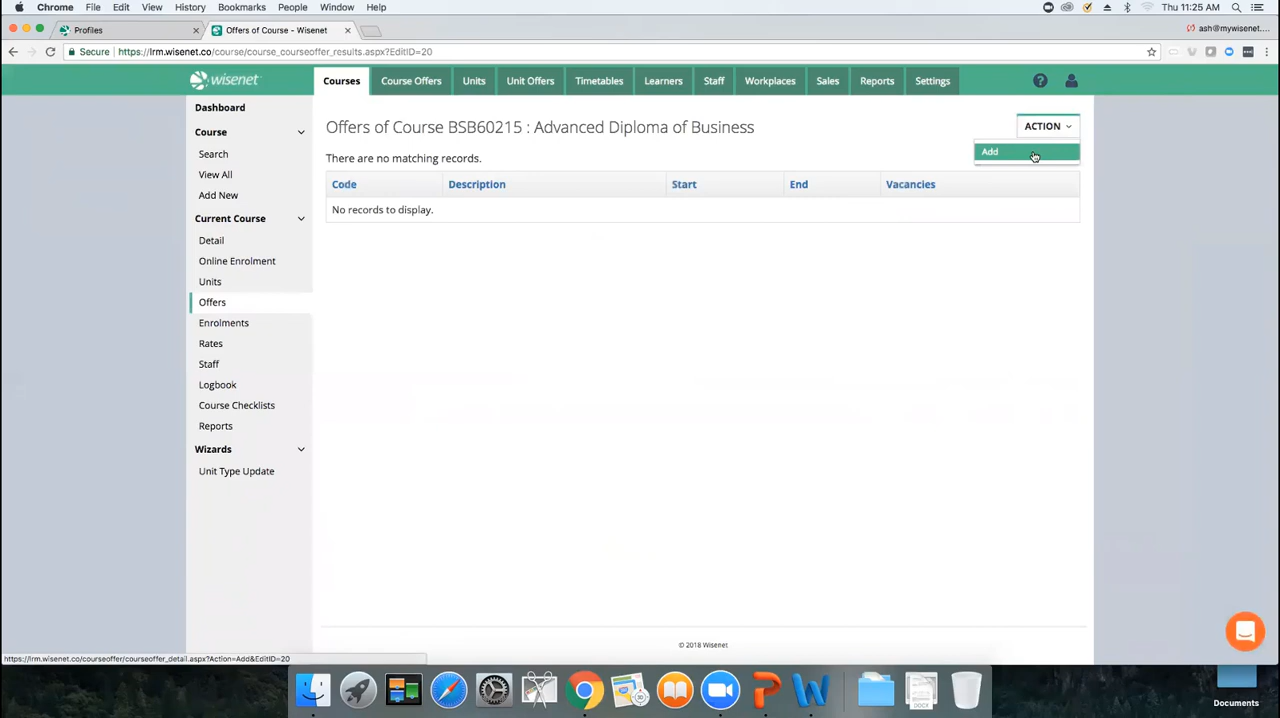 Chrome File Edit View History Bookmarks People Window Help Thu 11:25 AM
Profiles
Offers of Course - Wisenet
ash@mywisenet....
Secure https://lrm.wisenet.co/course/course_courseoffer_results.aspx?EditID=20
wisenet
Courses Course Offers Units Unit Offers Timetables Learners Staff Workplaces Sales Reports Settings
Dashboard
Course
Search
View All
Add New
Current Course
Detail
Online Enrolment
Units
Offers
Enrolments
Rates
Staff
Logbook
Course Checklists
Reports
Wizards
Unit Type Update
Offers of Course BSB60215 : Advanced Diploma of Business
ACTION
Add
There are no matching records.
Code Description Start End Vacancies
No records to display.
© 2018 Wisenet
https://lrm.wisenet.co/courseoffer/courseoffer_detail.aspx?Action=Add&EditID=20
Documents